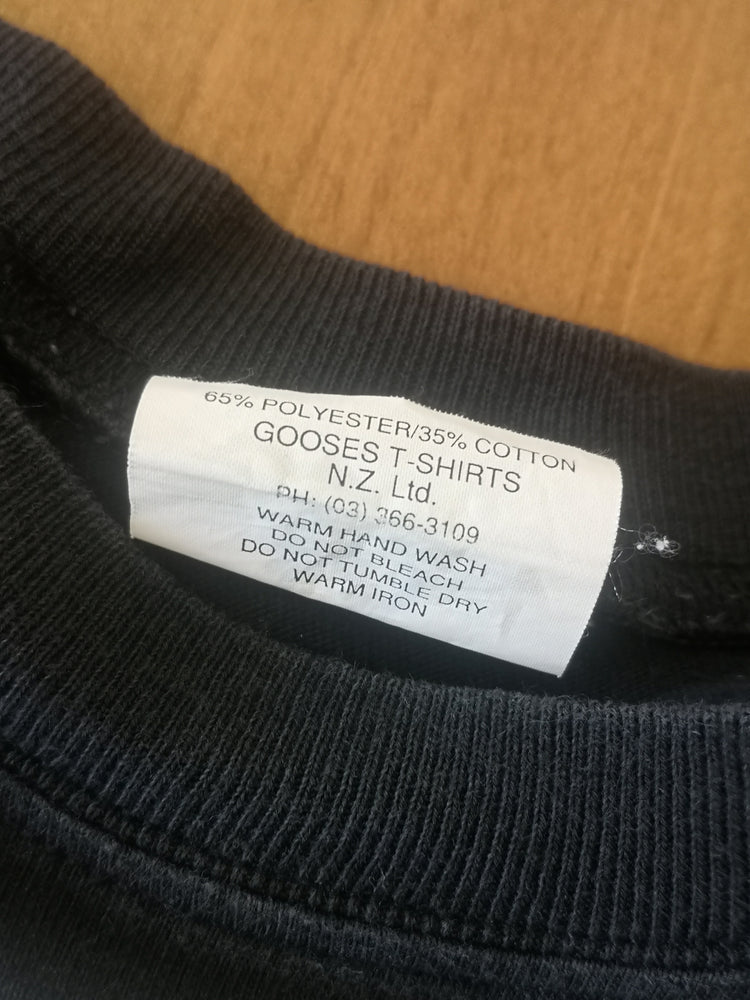 65% POLYESTER/35% COTTON
GOOSES T-SHIRTS
N.Z. Ltd.
PH: (03) 366-3109
WARM HAND WASH
DO NOT BLEACH
DO NOT TUMBLE DRY
WARM IRON